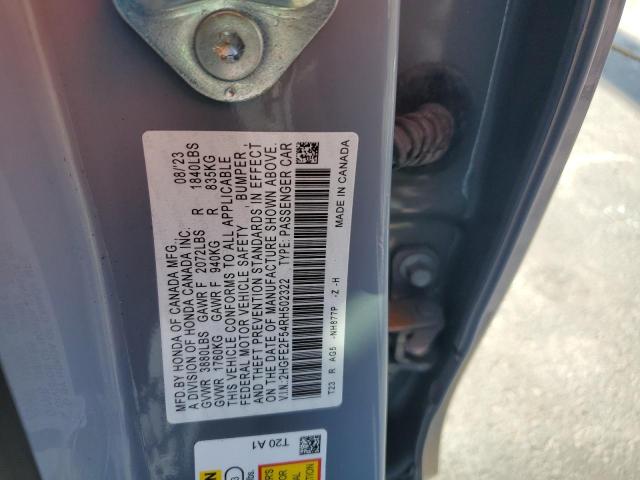 MFD BY HONDA OF CANADA MFG. 08/'23
A DIVISION OF HONDA CANADA INC.
GVWR 3880LBS GAWR F 2072LBS R 1840LBS
GVWR 1760KG GAWR F 940KG R 835KG
THIS VEHICLE CONFORMS TO ALL APPLICABLE
FEDERAL MOTOR VEHICLE SAFETY , BUMPER ,
AND THEFT PREVENTION STANDARDS IN EFFECT
ON THE DATE OF MANUFACTURE SHOWN ABOVE.
V.I.N:2HGFE2F54RH502322 TYPE: PASSENGER CAR
T23 R AG5 -NH877P -Z -H MADE IN CANADA
T20 A1